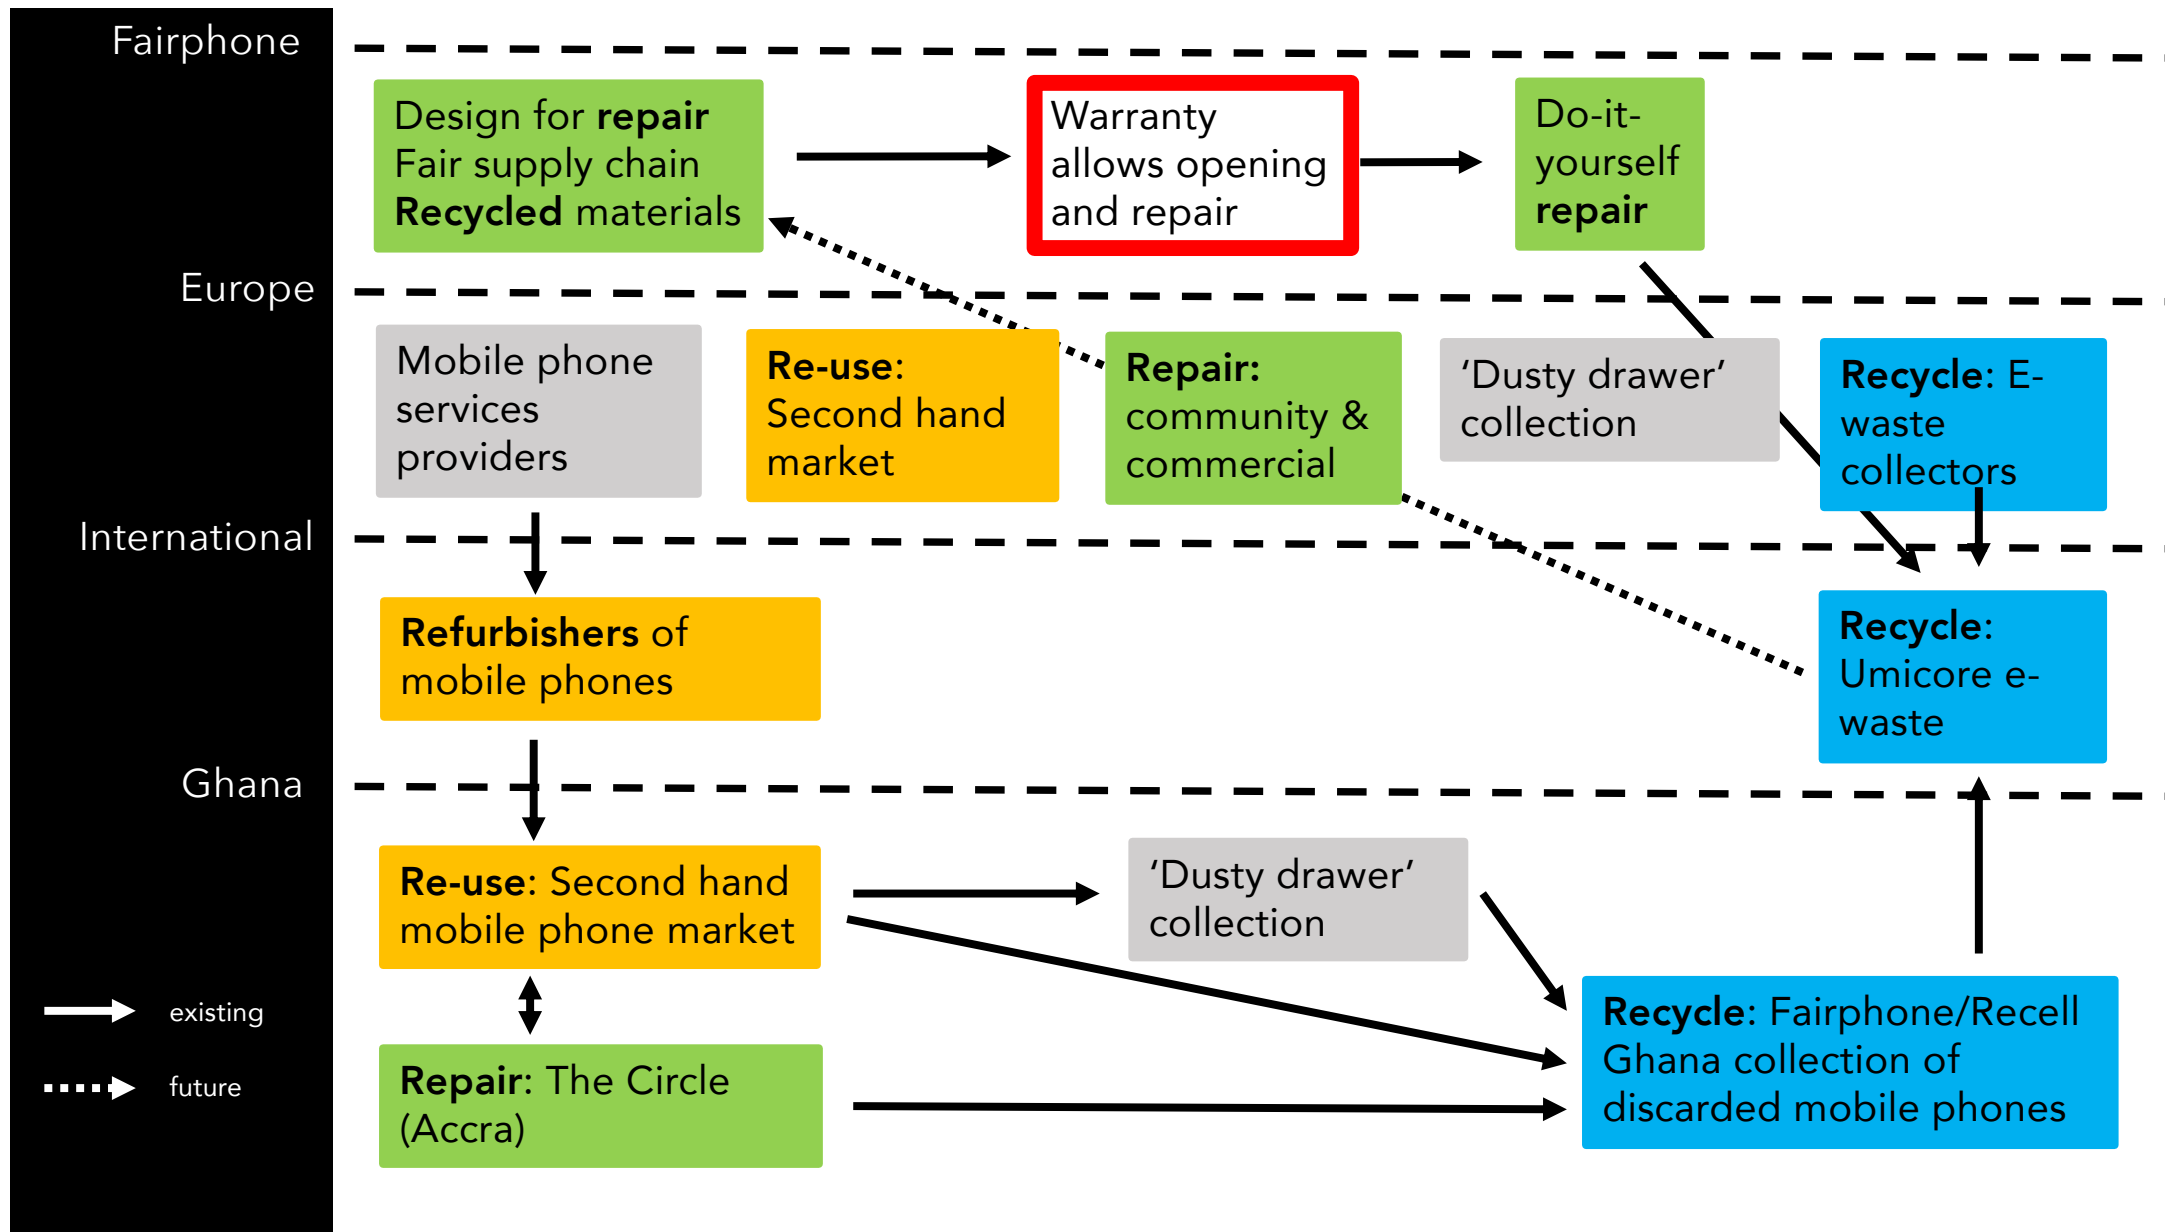 Fairphone
Design for repair
Fair supply chain
Recycled materials
Warranty
allows opening
and repair
Do-it-
yourself
repair
Europe
Mobile phone
services
providers
Re-use:
Second hand
market
Repair:
community &
commercial
‘Dusty drawer’
collection
Recycle: E-
waste
collectors
International
Refurbishers of
mobile phones
Recycle:
Umicore e-
waste
Ghana
Re-use: Second hand
mobile phone market
‘Dusty drawer’
collection
Repair: The Circle
(Accra)
Recycle: Fairphone/Recell
Ghana collection of
discarded mobile phones
existing
future